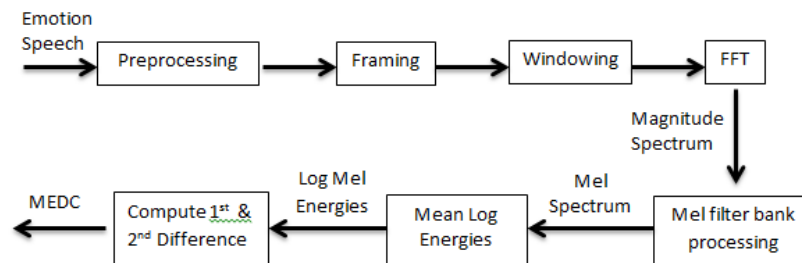 Emotion
Speech
Preprocessing
Framing
Windowing
FFT
Magnitude
Spectrum
Mel filter bank
processing
Mel
Spectrum
Mean Log
Energies
Log Mel
Energies
Compute 1st &
2nd Difference
MEDC